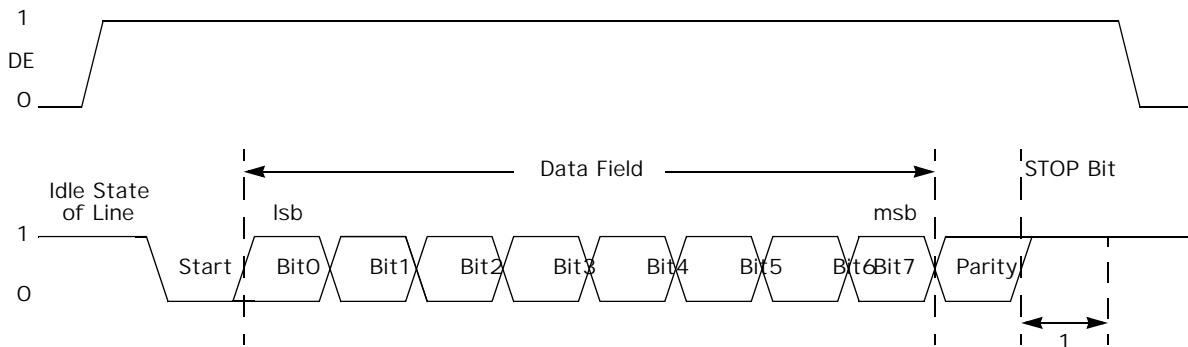 1
DE
0
Data Field
STOP Bit
Idle State
of Line
lsb
msb
1
Start
Bit0
Bit1
Bit2
Bit3
Bit4
Bit5
Bit6
Bit7
Parity
0
1